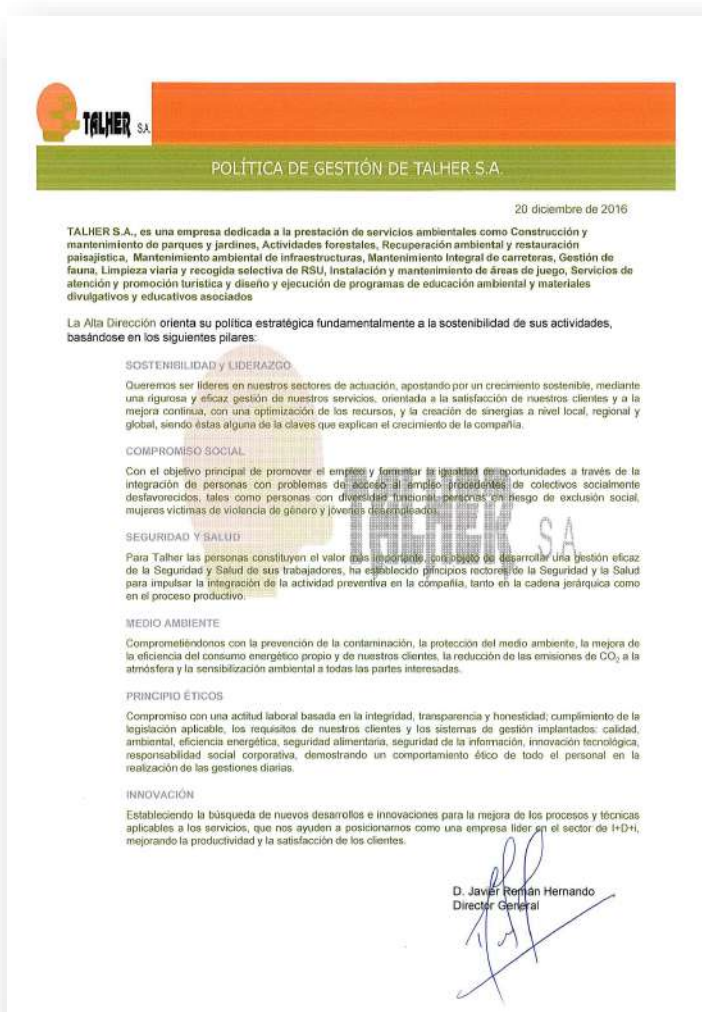 TALHER S.A.
POLÍTICA DE GESTIÓN DE TALHER S.A.
20 diciembre de 2016
TALHER S.A., es una empresa dedicada a la prestación de servicios ambientales como Construcción y
mantenimiento de parques y jardines, Actividades forestales, Recuperación ambiental y restauración
paisajística, Mantenimiento ambiental de infraestructuras, Mantenimiento Integral de carreteras, Gestión de
fauna, Limpieza viaria y recogida selectiva de RSU, Instalación y mantenimiento de áreas de juego, Servicios de
atención y promoción turística y diseño y ejecución de programas de educación ambiental y materiales
divulgativos y educativos asociados
La Alta Dirección orienta su política estratégica fundamentalmente a la sostenibilidad de sus actividades,
basándose en los siguientes pilares:
SOSTENIBILIDAD y LIDERAZGO
Queremos ser líderes en nuestros sectores de actuación, apostando por un crecimiento sostenible, mediante
una rigurosa y eficaz gestión de nuestros servicios, orientada a la satisfacción de nuestros clientes y a la
mejora continua, con una optimización de los recursos, y la creación de sinergias a nivel local, regional y
global, siendo éstas alguna de la claves que explican el crecimiento de la compañía.
COMPROMISO SOCIAL
Con el objetivo principal de promover el empleo y fomentar la igualdad de oportunidades a través de la
integración de personas con problemas de acceso al empleo procedentes de colectivos socialmente
desfavorecidos, tales como personas con diversidad funcional, personas en riesgo de exclusión social,
mujeres víctimas de violencia de género y jóvenes desempleados.
TALHER S.A.
SEGURIDAD Y SALUD
Para Talher las personas constituyen el valor más importante, con objeto de desarrollar una gestión eficaz
de la Seguridad y Salud de sus trabajadores, ha establecido principios rectores de la Seguridad y la Salud
para impulsar la integración de la actividad preventiva en la compañía, tanto en la cadena jerárquica como
en el proceso productivo.
MEDIO AMBIENTE
Comprometiéndonos con la prevención de la contaminación, la protección del medio ambiente, la mejora de
la eficiencia del consumo energético propio y de nuestros clientes, la reducción de las emisiones de CO₂ a la
atmósfera y la sensibilización ambiental a todas las partes interesadas.
PRINCIPIO ÉTICOS
Compromiso con una actitud laboral basada en la integridad, transparencia y honestidad; cumplimiento de la
legislación aplicable, los requisitos de nuestros clientes y los sistemas de gestión implantados: calidad,
ambiental, eficiencia energética, seguridad alimentaria, seguridad de la información, innovación tecnológica,
responsabilidad social corporativa, demostrando un comportamiento ético de todo el personal en la
realización de las gestiones diarias.
INNOVACIÓN
Estableciendo la búsqueda de nuevos desarrollos e innovaciones para la mejora de los procesos y técnicas
aplicables a los servicios, que nos ayuden a posicionarnos como una empresa líder en el sector de I+D+i,
mejorando la productividad y la satisfacción de los clientes.
D. Javier Román Hernando
Director General